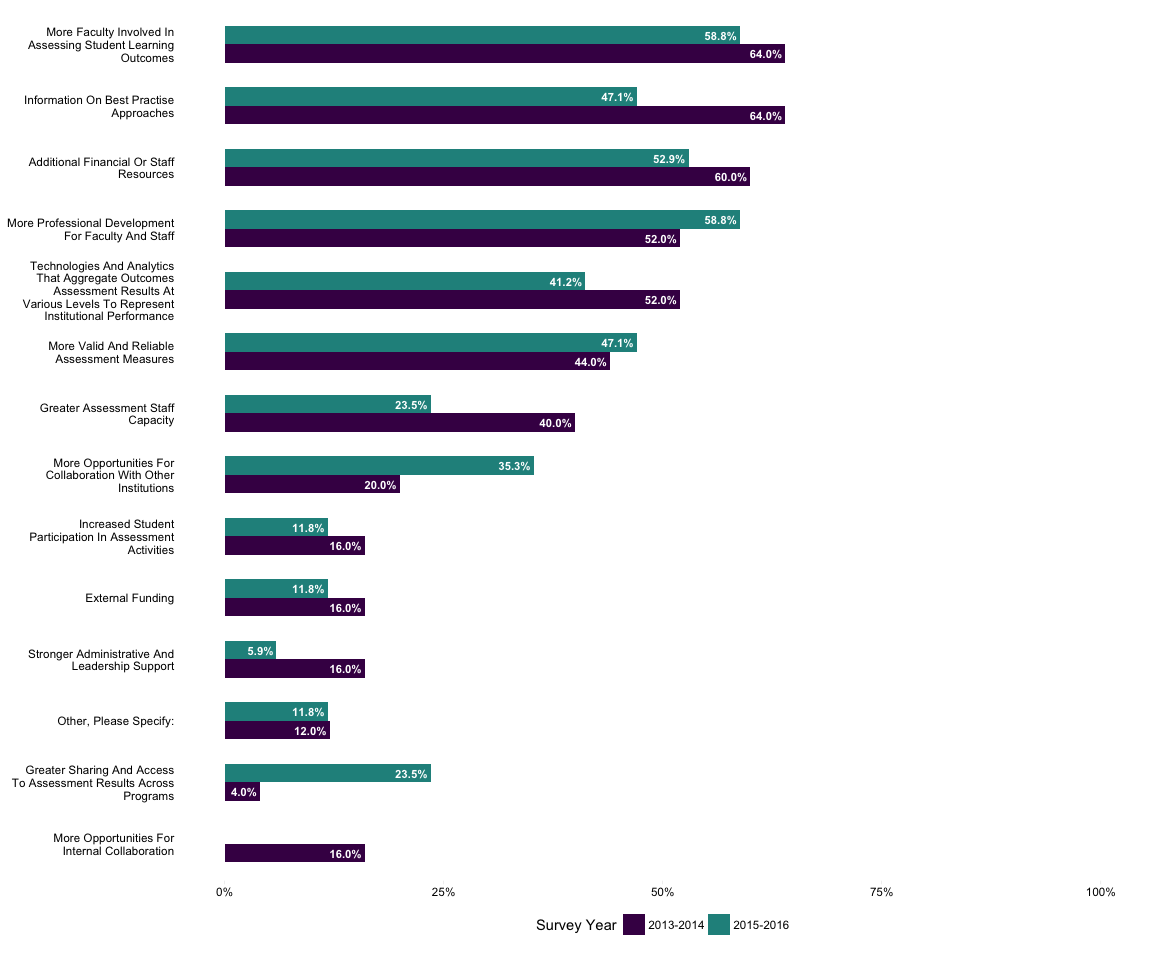 More Faculty Involved In
Assessing Student Learning
Outcomes
58.8%
64.0%
Information On Best Practise
Approaches
47.1%
64.0%
Additional Financial Or Staff
Resources
52.9%
60.0%
More Professional Development
For Faculty And Staff
58.8%
52.0%
Technologies And Analytics
That Aggregate Outcomes
Assessment Results At
Various Levels To Represent
Institutional Performance
41.2%
52.0%
More Valid And Reliable
Assessment Measures
47.1%
44.0%
Greater Assessment Staff
Capacity
23.5%
40.0%
More Opportunities For
Collaboration With Other
Institutions
35.3%
20.0%
Increased Student
Participation In Assessment
Activities
11.8%
16.0%
External Funding
11.8%
16.0%
Stronger Administrative And
Leadership Support
5.9%
16.0%
Other, Please Specify:
11.8%
12.0%
Greater Sharing And Access
To Assessment Results Across
Programs
23.5%
4.0%
More Opportunities For
Internal Collaboration
16.0%
0% 25% 50% 75% 100%
Survey Year 2013-2014 2015-2016